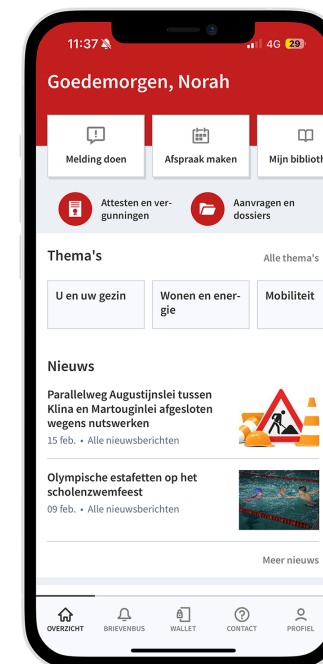 11:37
4G 29
Goedemorgen, Norah
Melding doen
Afspraak maken
Mijn biblioth
Attesten en ver-
gunningen
Aanvragen en
dossiers
Thema's
Alle thema's
U en uw gezin
Wonen en ener-
gie
Mobiliteit
Nieuws
Parallelweg Augustijnslei tussen
Klina en Martouginlei afgesloten
wegens nutswerken
15 feb. • Alle nieuwsberichten
Olympische estafetten op het
scholenzwemfeest
09 feb. • Alle nieuwsberichten
Meer nieuws
OVERZICHT
BRIEVENBUS
WALLET
CONTACT
PROFIEL